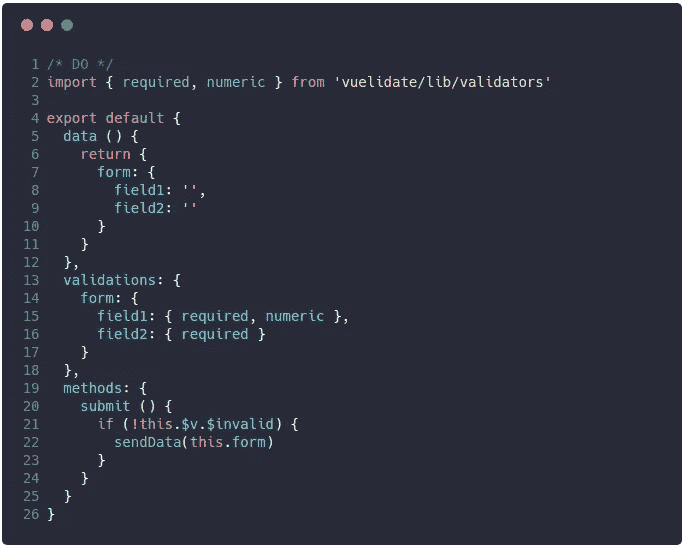 1 /* DO */
2 import { required, numeric } from 'vuelidate/lib/validators'
3
4 export default {
5   data () {
6     return {
7       form: {
8         field1: '',
9         field2: ''
10       }
11     }
12   },
13   validations: {
14     form: {
15       field1: { required, numeric },
16       field2: { required }
17     }
18   },
19   methods: {
20     submit () {
21       if (!this.$v.$invalid) {
22         sendData(this.form)
23       }
24     }
25   }
26 }